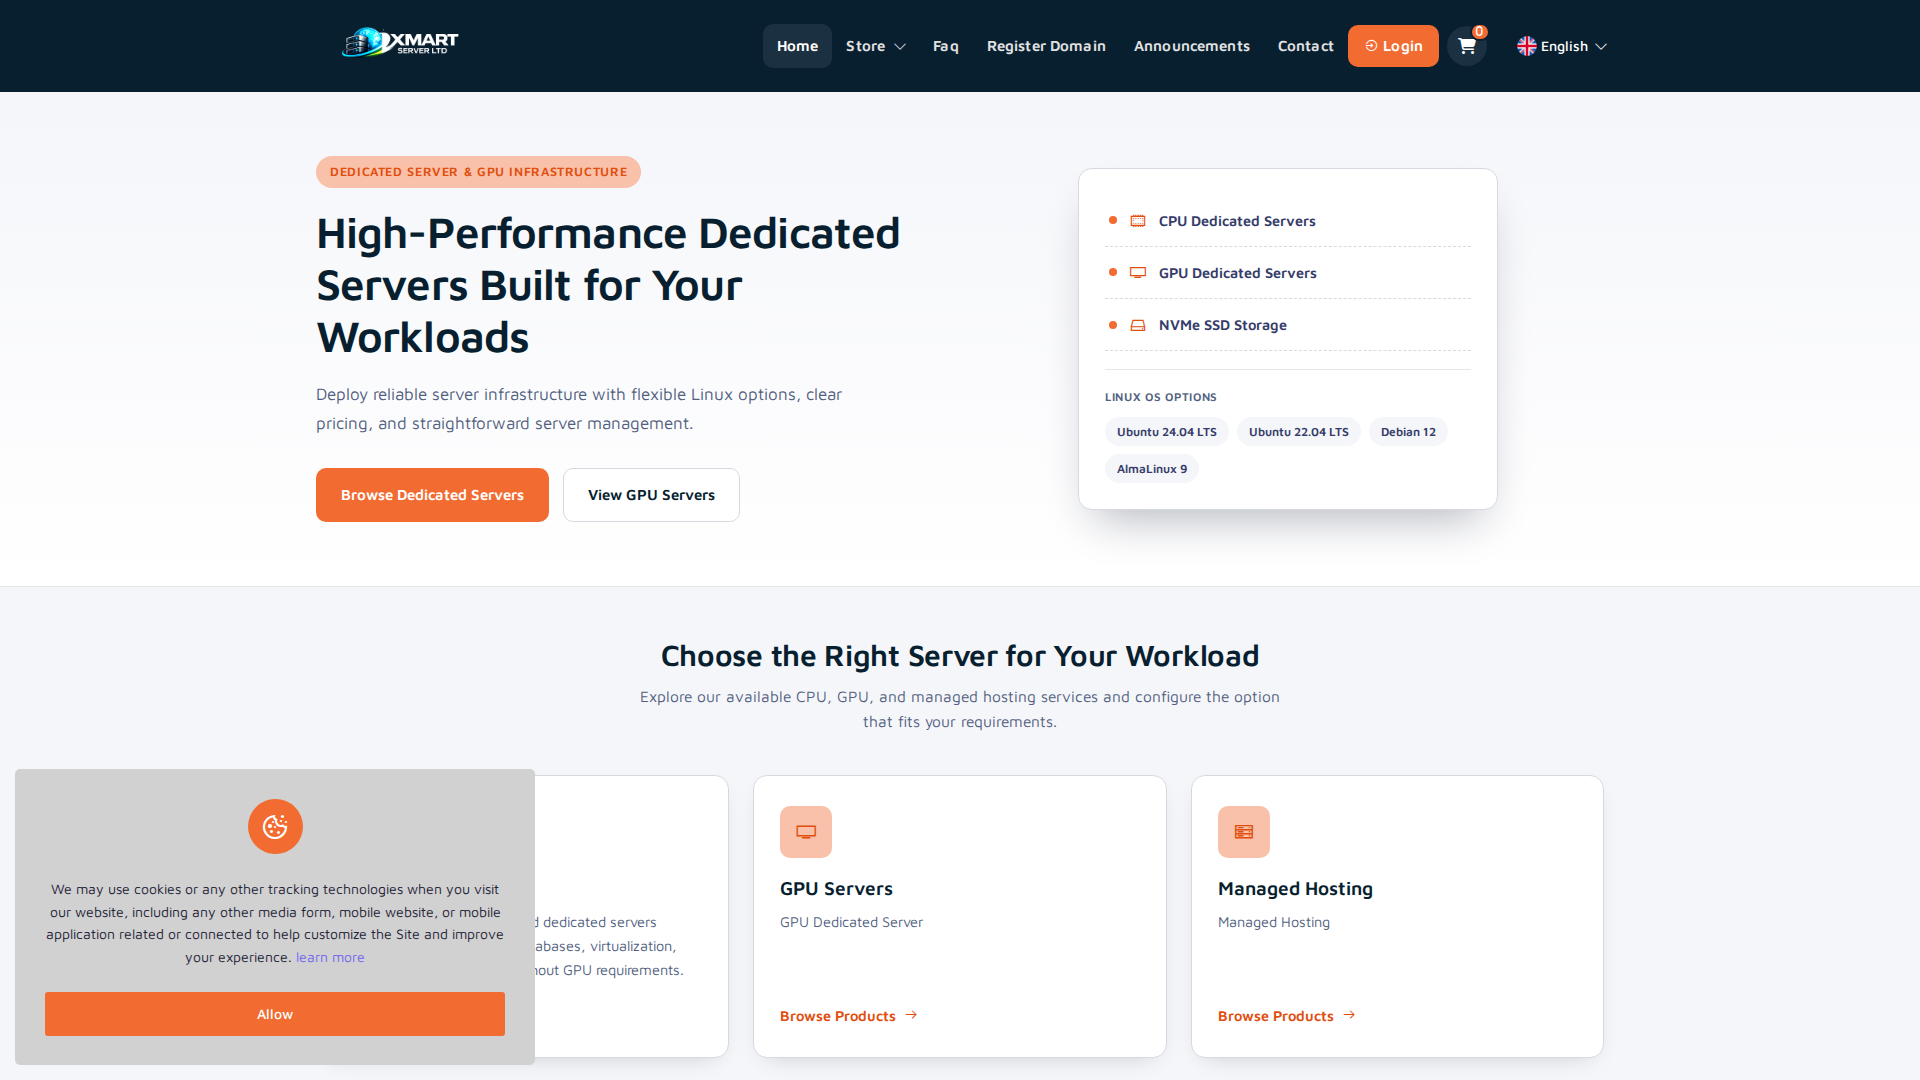 XMART
SERVER LTD
Home
Store
Faq
Register Domain
Announcements
Contact
Login
0
English
DEDICATED SERVER & GPU INFRASTRUCTURE
High-Performance Dedicated
Servers Built for Your
Workloads
Deploy reliable server infrastructure with flexible Linux options, clear
pricing, and straightforward server management.
Browse Dedicated Servers
View GPU Servers
CPU Dedicated Servers
GPU Dedicated Servers
NVMe SSD Storage
LINUX OS OPTIONS
Ubuntu 24.04 LTS
Ubuntu 22.04 LTS
Debian 12
AlmaLinux 9
Choose the Right Server for Your Workload
Explore our available CPU, GPU, and managed hosting services and configure the option
that fits your requirements.
dedicated servers
virtualization,
GPU requirements.
GPU Servers
GPU Dedicated Server
Browse Products
Managed Hosting
Managed Hosting
Browse Products
We may use cookies or any other tracking technologies when you visit
our website, including any other media form, mobile website, or mobile
application related or connected to help customize the Site and improve
your experience. learn more
Allow